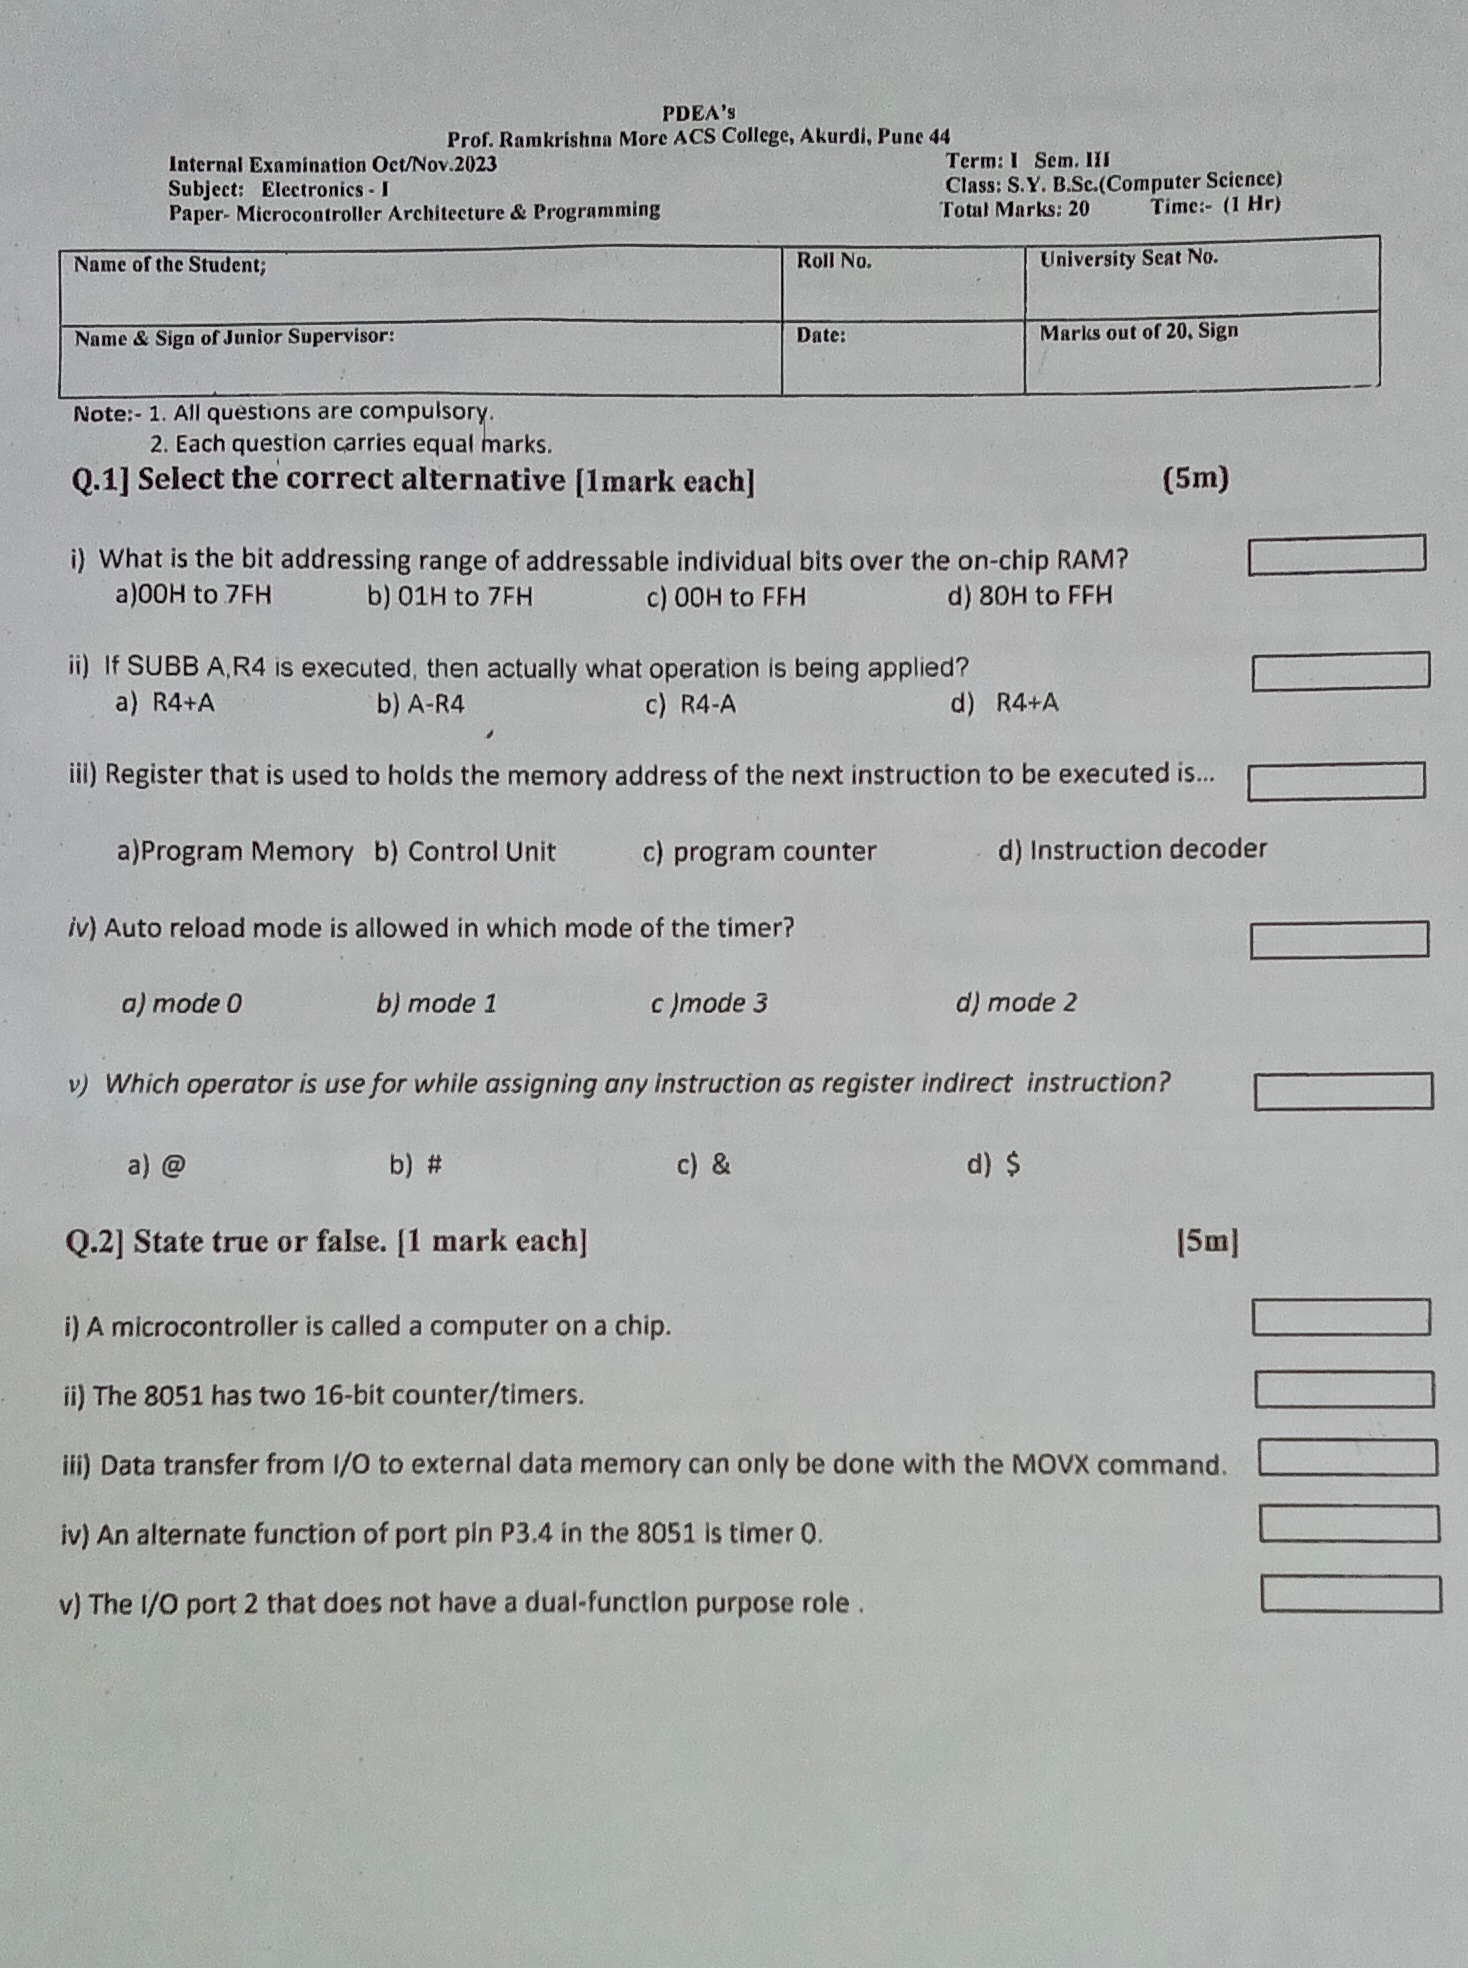 PDEA's
Prof. Ramkrishna More ACS College, Akurdi, Pune 44
Internal Examination Oct/Nov.2023 Term: I Sem. III
Subject: Electronics - I Class: S.Y. B.Sc.(Computer Science)
Paper- Microcontroller Architecture & Programming Total Marks: 20 Time:- (1 Hr)
Name of the Student; Roll No. University Seat No.
Name & Sign of Junior Supervisor: Date: Marks out of 20, Sign
Note:- 1. All questions are compulsory.
2. Each question carries equal marks.
Q.1] Select the correct alternative [1mark each] (5m)
i) What is the bit addressing range of addressable individual bits over the on-chip RAM?
a)00H to 7FH b) 01H to 7FH c) 00H to FFH d) 80H to FFH
ii) If SUBB A,R4 is executed, then actually what operation is being applied?
a) R4+A b) A-R4 c) R4-A d) R4+A
iii) Register that is used to holds the memory address of the next instruction to be executed is...
a)Program Memory b) Control Unit c) program counter d) Instruction decoder
iv) Auto reload mode is allowed in which mode of the timer?
a) mode 0 b) mode 1 c )mode 3 d) mode 2
v) Which operator is use for while assigning any instruction as register indirect instruction?
a) @ b) # c) & d) $
Q.2] State true or false. [1 mark each] [5m]
i) A microcontroller is called a computer on a chip.
ii) The 8051 has two 16-bit counter/timers.
iii) Data transfer from I/O to external data memory can only be done with the MOVX command.
iv) An alternate function of port pin P3.4 in the 8051 is timer 0.
v) The I/O port 2 that does not have a dual-function purpose role .